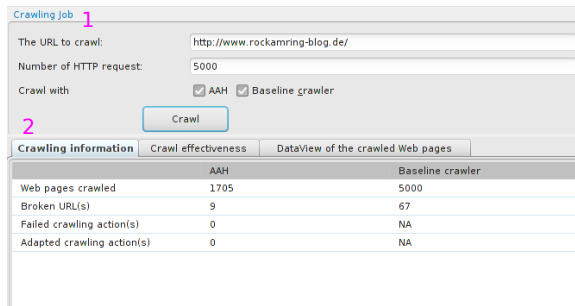 Crawling Job 1
The URL to crawl: http://www.rockamring-blog.de/
Number of HTTP request: 5000
Crawl with AAH Baseline crawler
Crawl
2
Crawling information Crawl effectiveness DataView of the crawled Web pages
AAH Baseline crawler
Web pages crawled 1705 5000
Broken URL(s) 9 67
Failed crawling action(s) 0 NA
Adapted crawling action(s) 0 NA